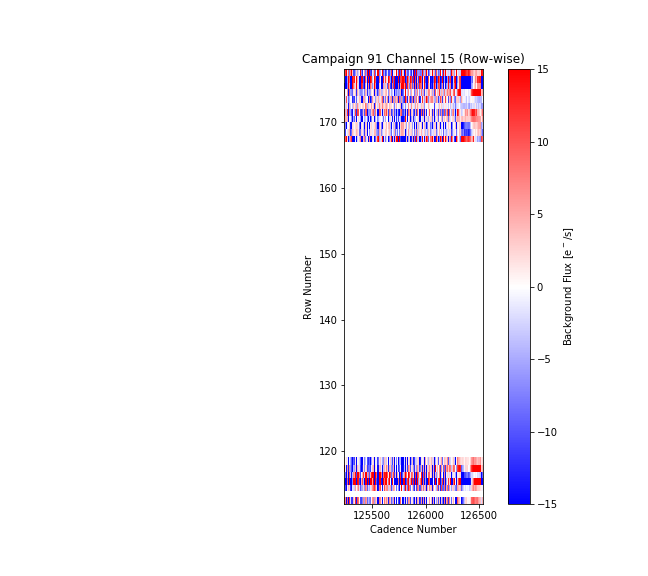 Campaign 91 Channel 15 (Row-wise)
170
160
150
140
130
120
Row Number
125500 126000 126500
Cadence Number
15
10
5
0
−5
−10
−15
Background Flux [e⁻/s]